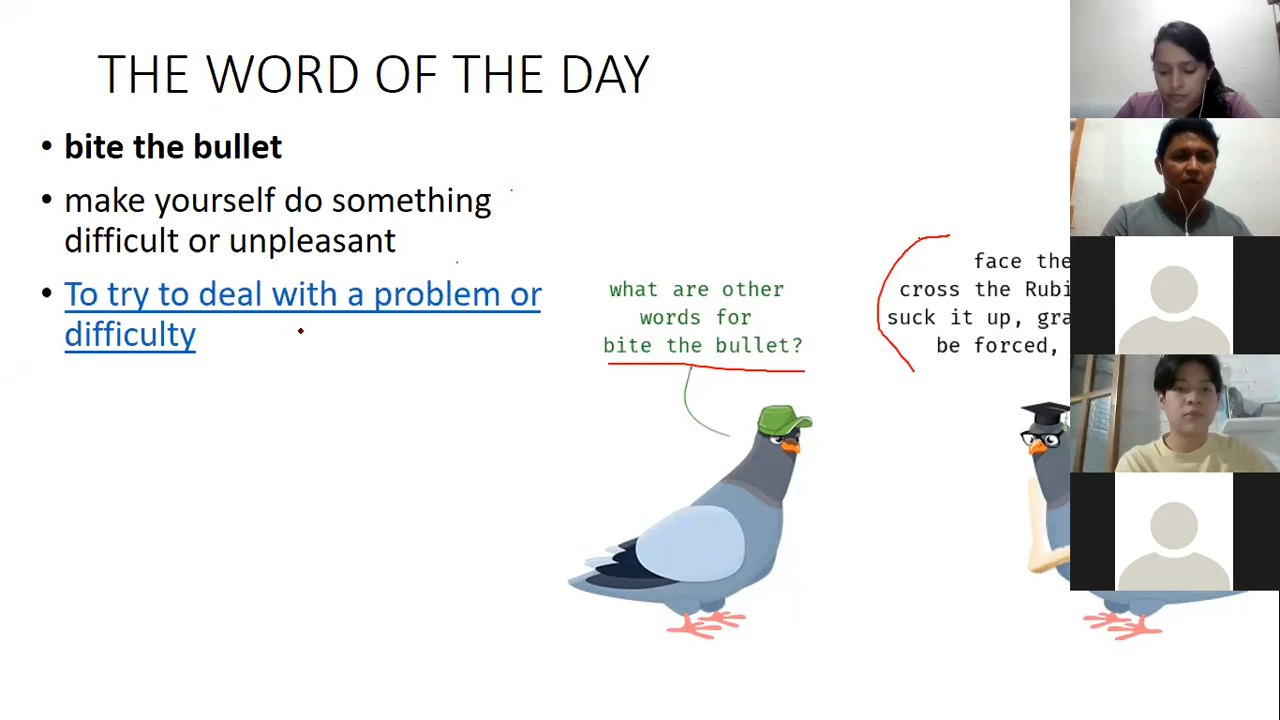 THE WORD OF THE DAY
• bite the bullet
• make yourself do something
difficult or unpleasant
• To try to deal with a problem or
difficulty
what are other
words for
bite the bullet?
face the
cross the
suck it up,
be forced,